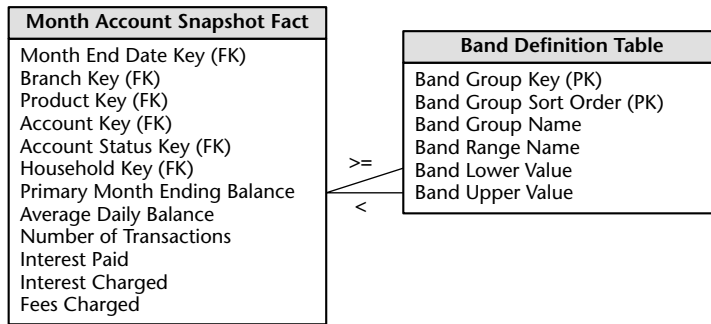 Month Account Snapshot Fact
Month End Date Key (FK)
Branch Key (FK)
Product Key (FK)
Account Key (FK)
Account Status Key (FK)
Household Key (FK)
Primary Month Ending Balance
Average Daily Balance
Number of Transactions
Interest Paid
Interest Charged
Fees Charged
>=
<
Band Definition Table
Band Group Key (PK)
Band Group Sort Order (PK)
Band Group Name
Band Range Name
Band Lower Value
Band Upper Value